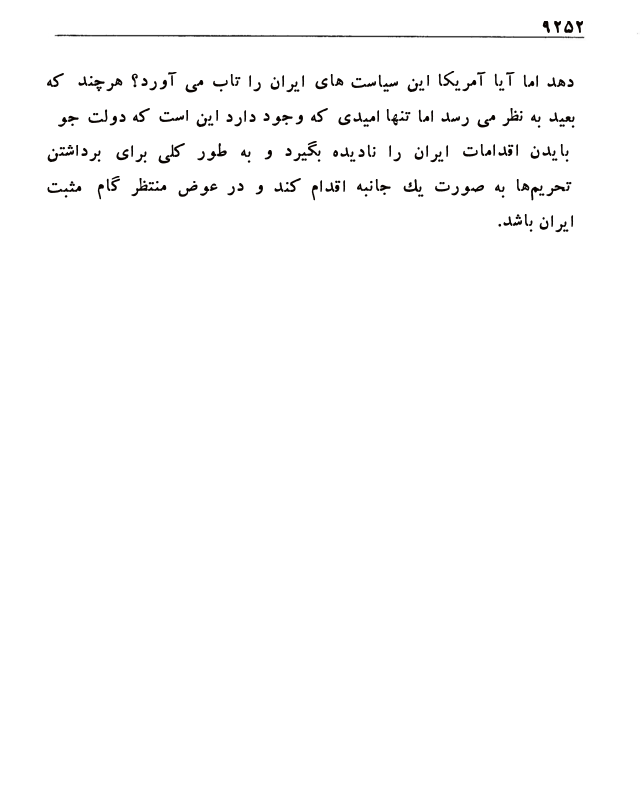 ۹۲۵۲
دهد اما آیا آمریکا این سیاست های ایران را تاب می آورد؟ هرچند که
بعید به نظر می رسد اما تنها امیدی که وجود دارد این است که دولت جو
بایدن اقدامات ایران را نادیده بگیرد و به طور کلی برای برداشتن
تحریم‌ها به صورت یك جانبه اقدام کند و در عوض منتظر گام مثبت
ایران باشد.